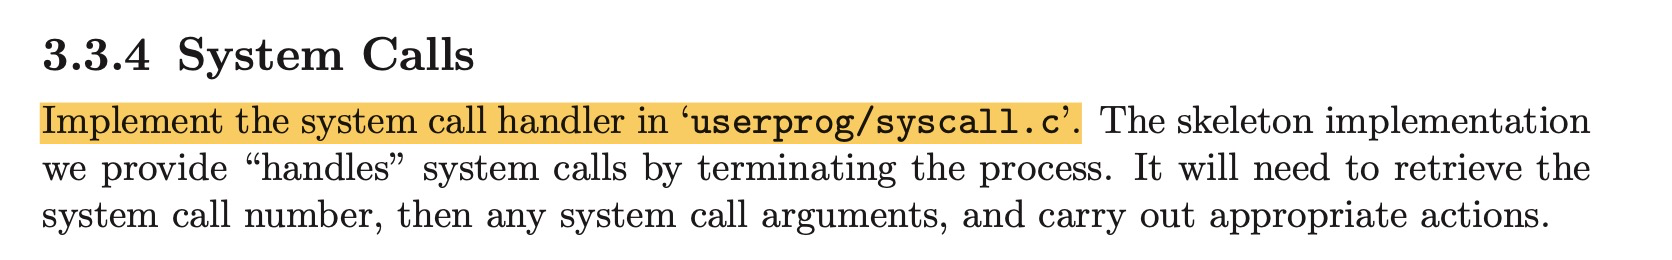 3.3.4 System Calls
Implement the system call handler in ‘userprog/syscall.c’. The skeleton implementation
we provide “handles” system calls by terminating the process. It will need to retrieve the
system call number, then any system call arguments, and carry out appropriate actions.